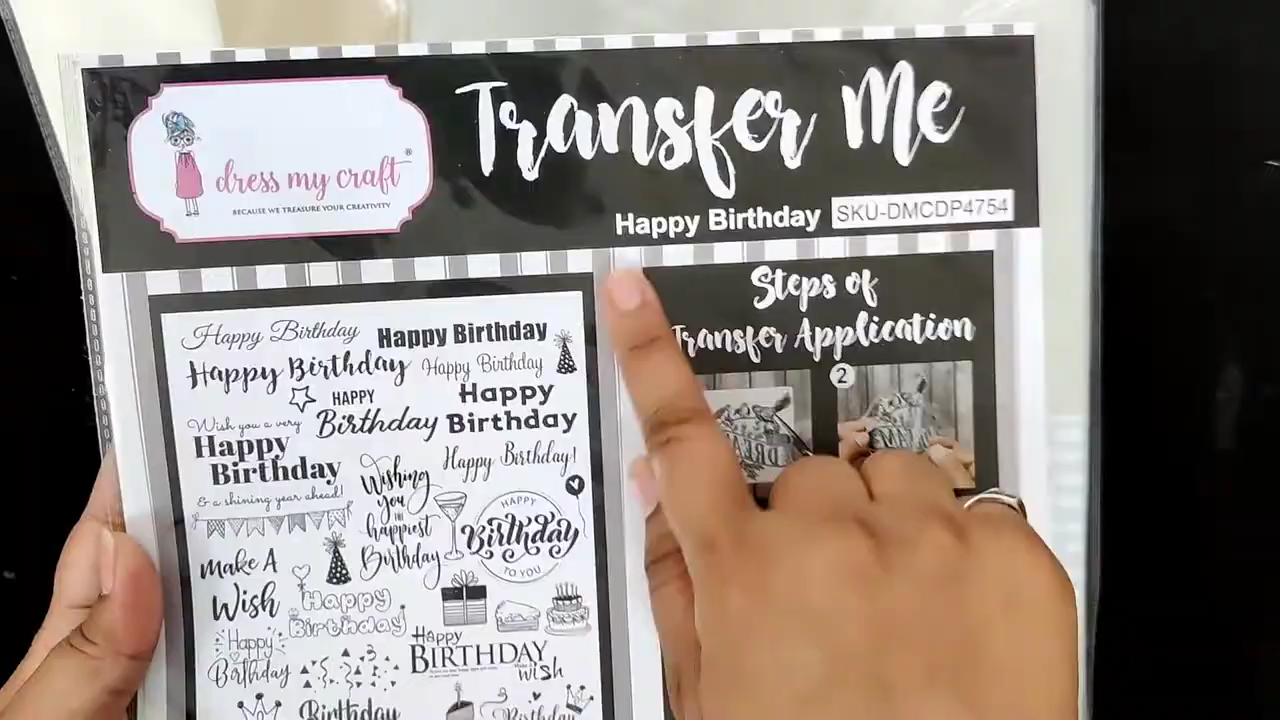 Transfer Me
dress my craft®
BECAUSE WE TREASURE YOUR CREATIVITY
Happy Birthday SKU-DMCDP4754
Steps of
Transfer Application
2
Happy Birthday Happy Birthday
Happy Birthday Happy Birthday
HAPPY
Birthday
Happy
Birthday
Wish you a very
Happy
Birthday
& a shining year ahead!
Happy Birthday!
Wishing
you
the
happiest
Birthday
HAPPY
Birthday
TO YOU
Make A
Wish
Happy
Birthday
Happy
Birthday
Happy
BIRTHDAY
wish
Birthday
Birthday